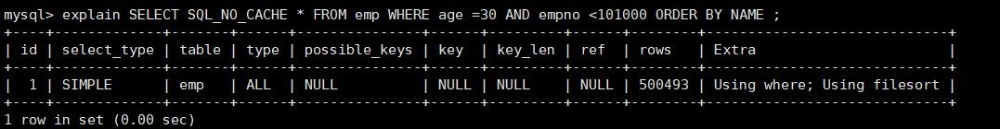 mysql> explain SELECT SQL_NO_CACHE * FROM emp WHERE age =30 AND empno <101000 ORDER BY NAME ;
+----+-------------+-------+------+---------------+------+---------+------+--------+-----------------------------+
| id | select_type | table | type | possible_keys | key  | key_len | ref  | rows   | Extra                       |
+----+-------------+-------+------+---------------+------+---------+------+--------+-----------------------------+
|  1 | SIMPLE      | emp   | ALL  | NULL          | NULL | NULL    | NULL | 500493 | Using where; Using filesort |
+----+-------------+-------+------+---------------+------+---------+------+--------+-----------------------------+
1 row in set (0.00 sec)